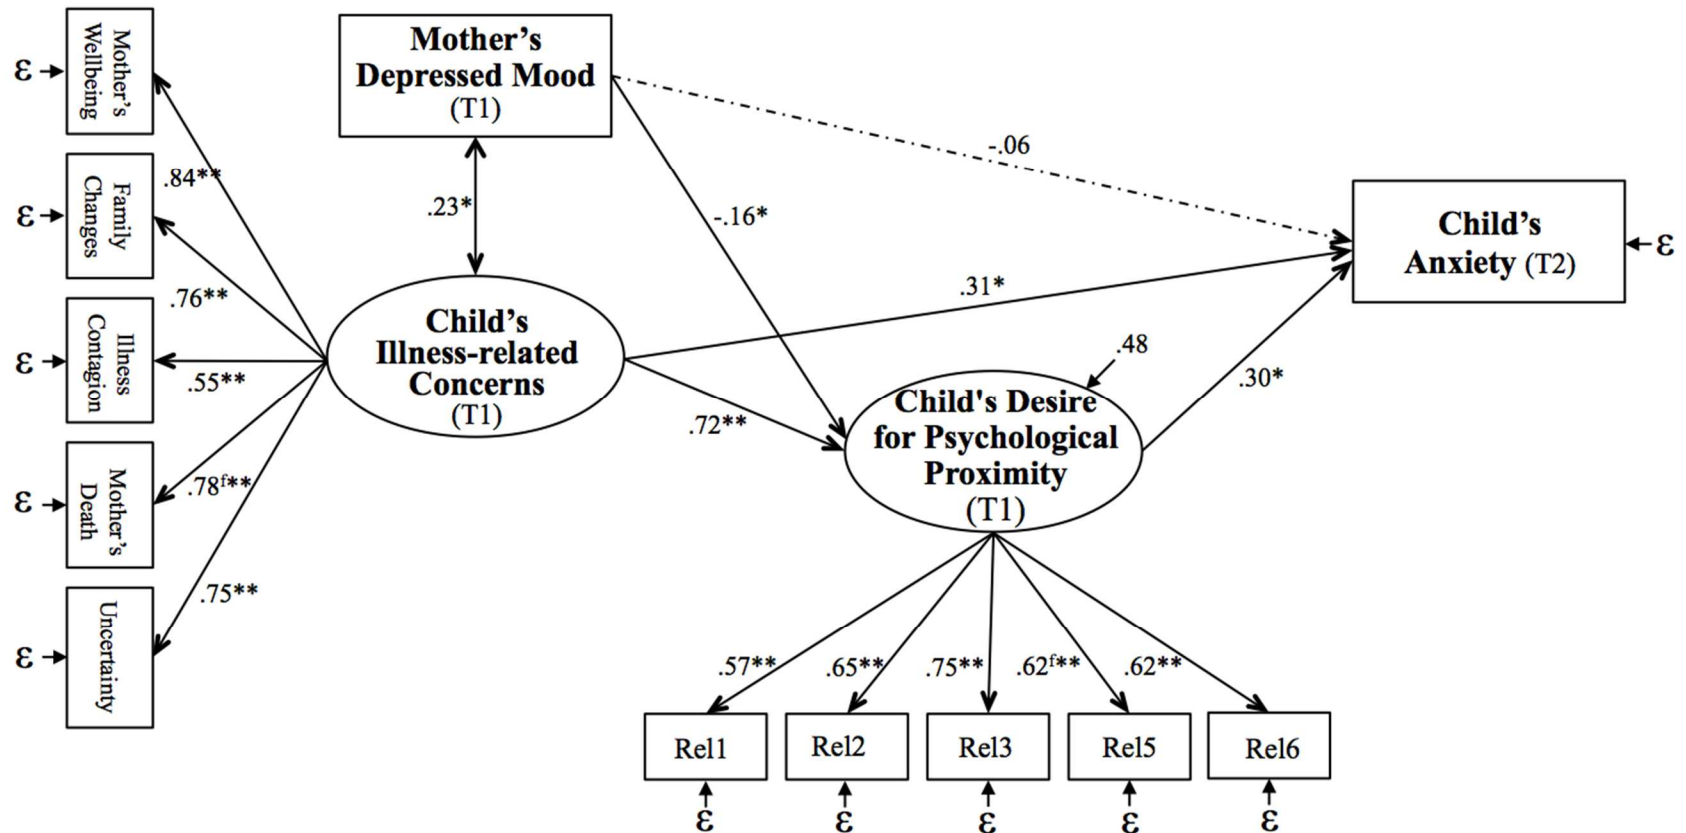 Mother's
Wellbeing
ε
.84**
Family
Changes
ε
.76**
Illness
Contagion
ε
.55**
Mother's
Death
ε
.78f**
Uncertainty
ε
.75**
Mother's
Depressed Mood
(T1)
.23*
-.16*
-.06
Child's
Illness-related
Concerns
(T1)
.31*
.72**
.48
Child's Desire
for Psychological
Proximity
(T1)
.30*
Child's
Anxiety (T2)
ε
.57**
.65**
.75**
.62f**
.62**
Rel1
Rel2
Rel3
Rel5
Rel6
ε
ε
ε
ε
ε